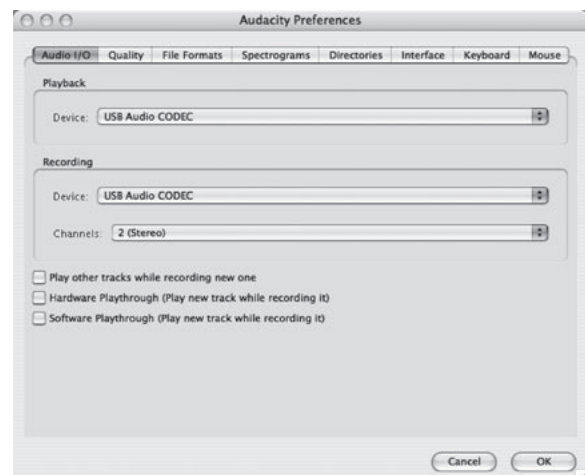 Audacity Preferences
Audio I/O Quality File Formats Spectrograms Directories Interface Keyboard Mouse
Playback
Device: USB Audio CODEC
Recording
Device: USB Audio CODEC
Channels: 2 (Stereo)
Play other tracks while recording new one
Hardware Playthrough (Play new track while recording it)
Software Playthrough (Play new track while recording it)
Cancel OK